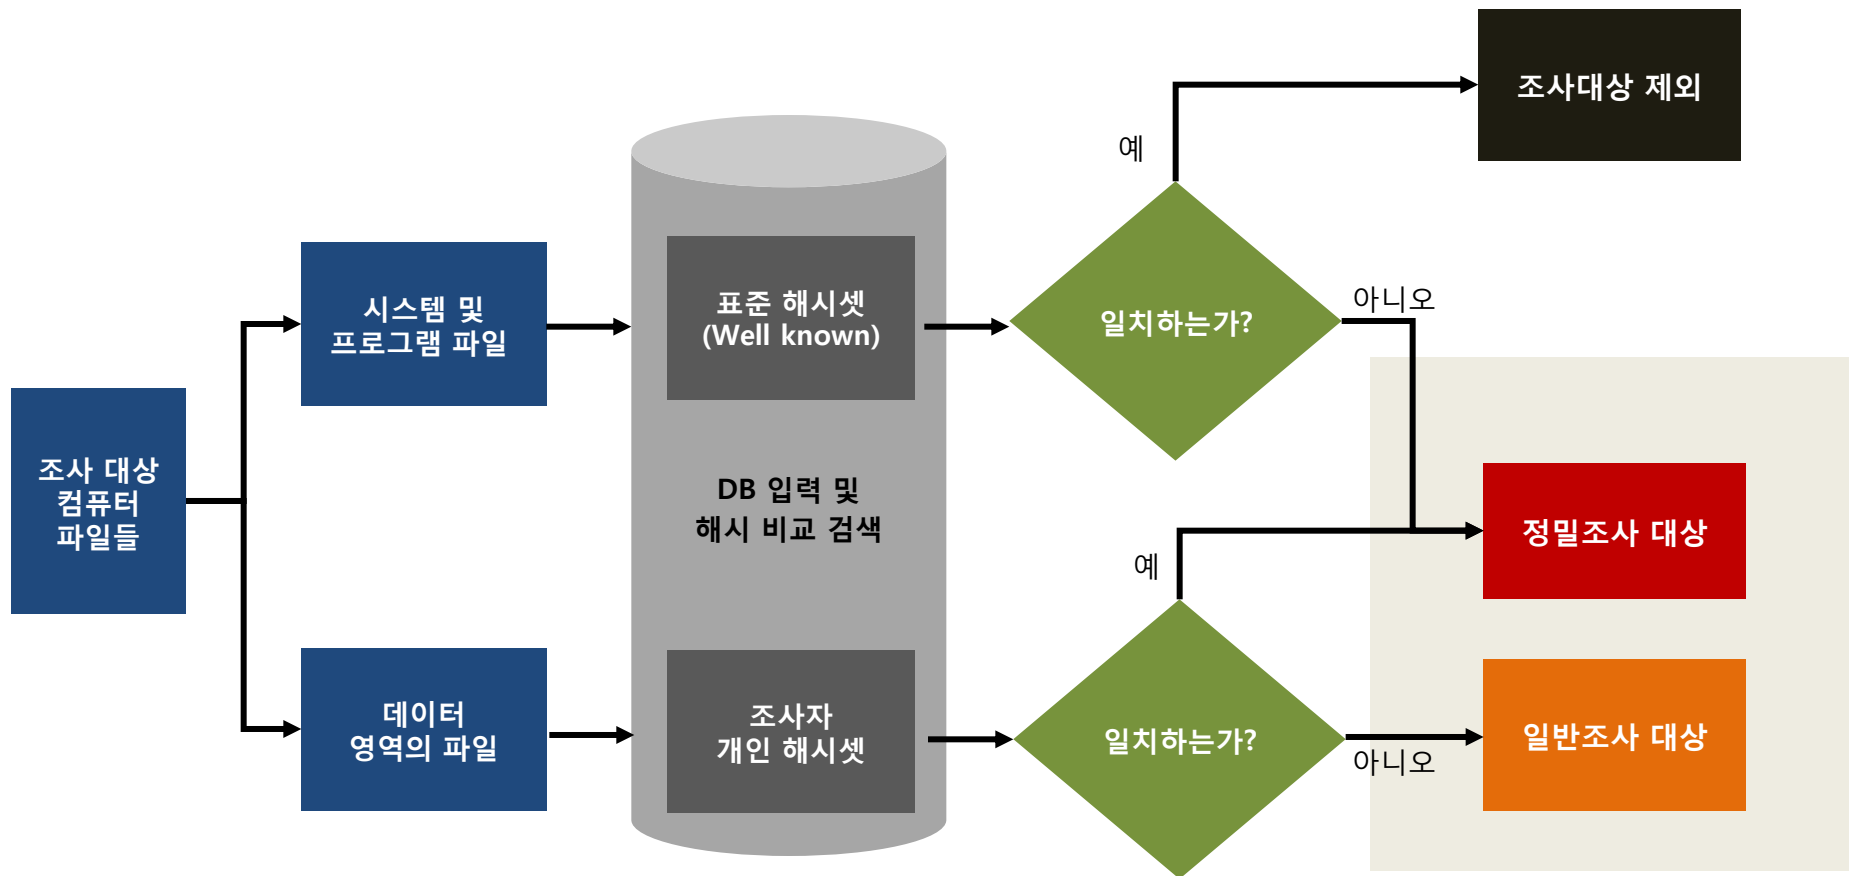 조사 대상
컴퓨터
파일들
시스템 및
프로그램 파일
데이터
영역의 파일
표준 해시셋
(Well known)
DB 입력 및
해시 비교 검색
조사자
개인 해시셋
예
일치하는가?
아니오
예
일치하는가?
아니오
조사대상 제외
정밀조사 대상
일반조사 대상